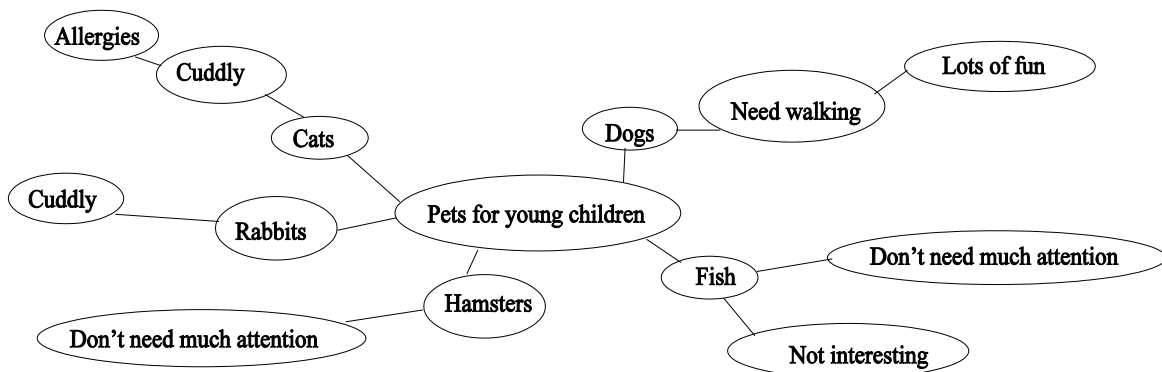 Allergies
Cuddly
Cats
Cuddly
Rabbits
Pets for young children
Dogs
Need walking
Lots of fun
Hamsters
Don’t need much attention
Fish
Don’t need much attention
Not interesting